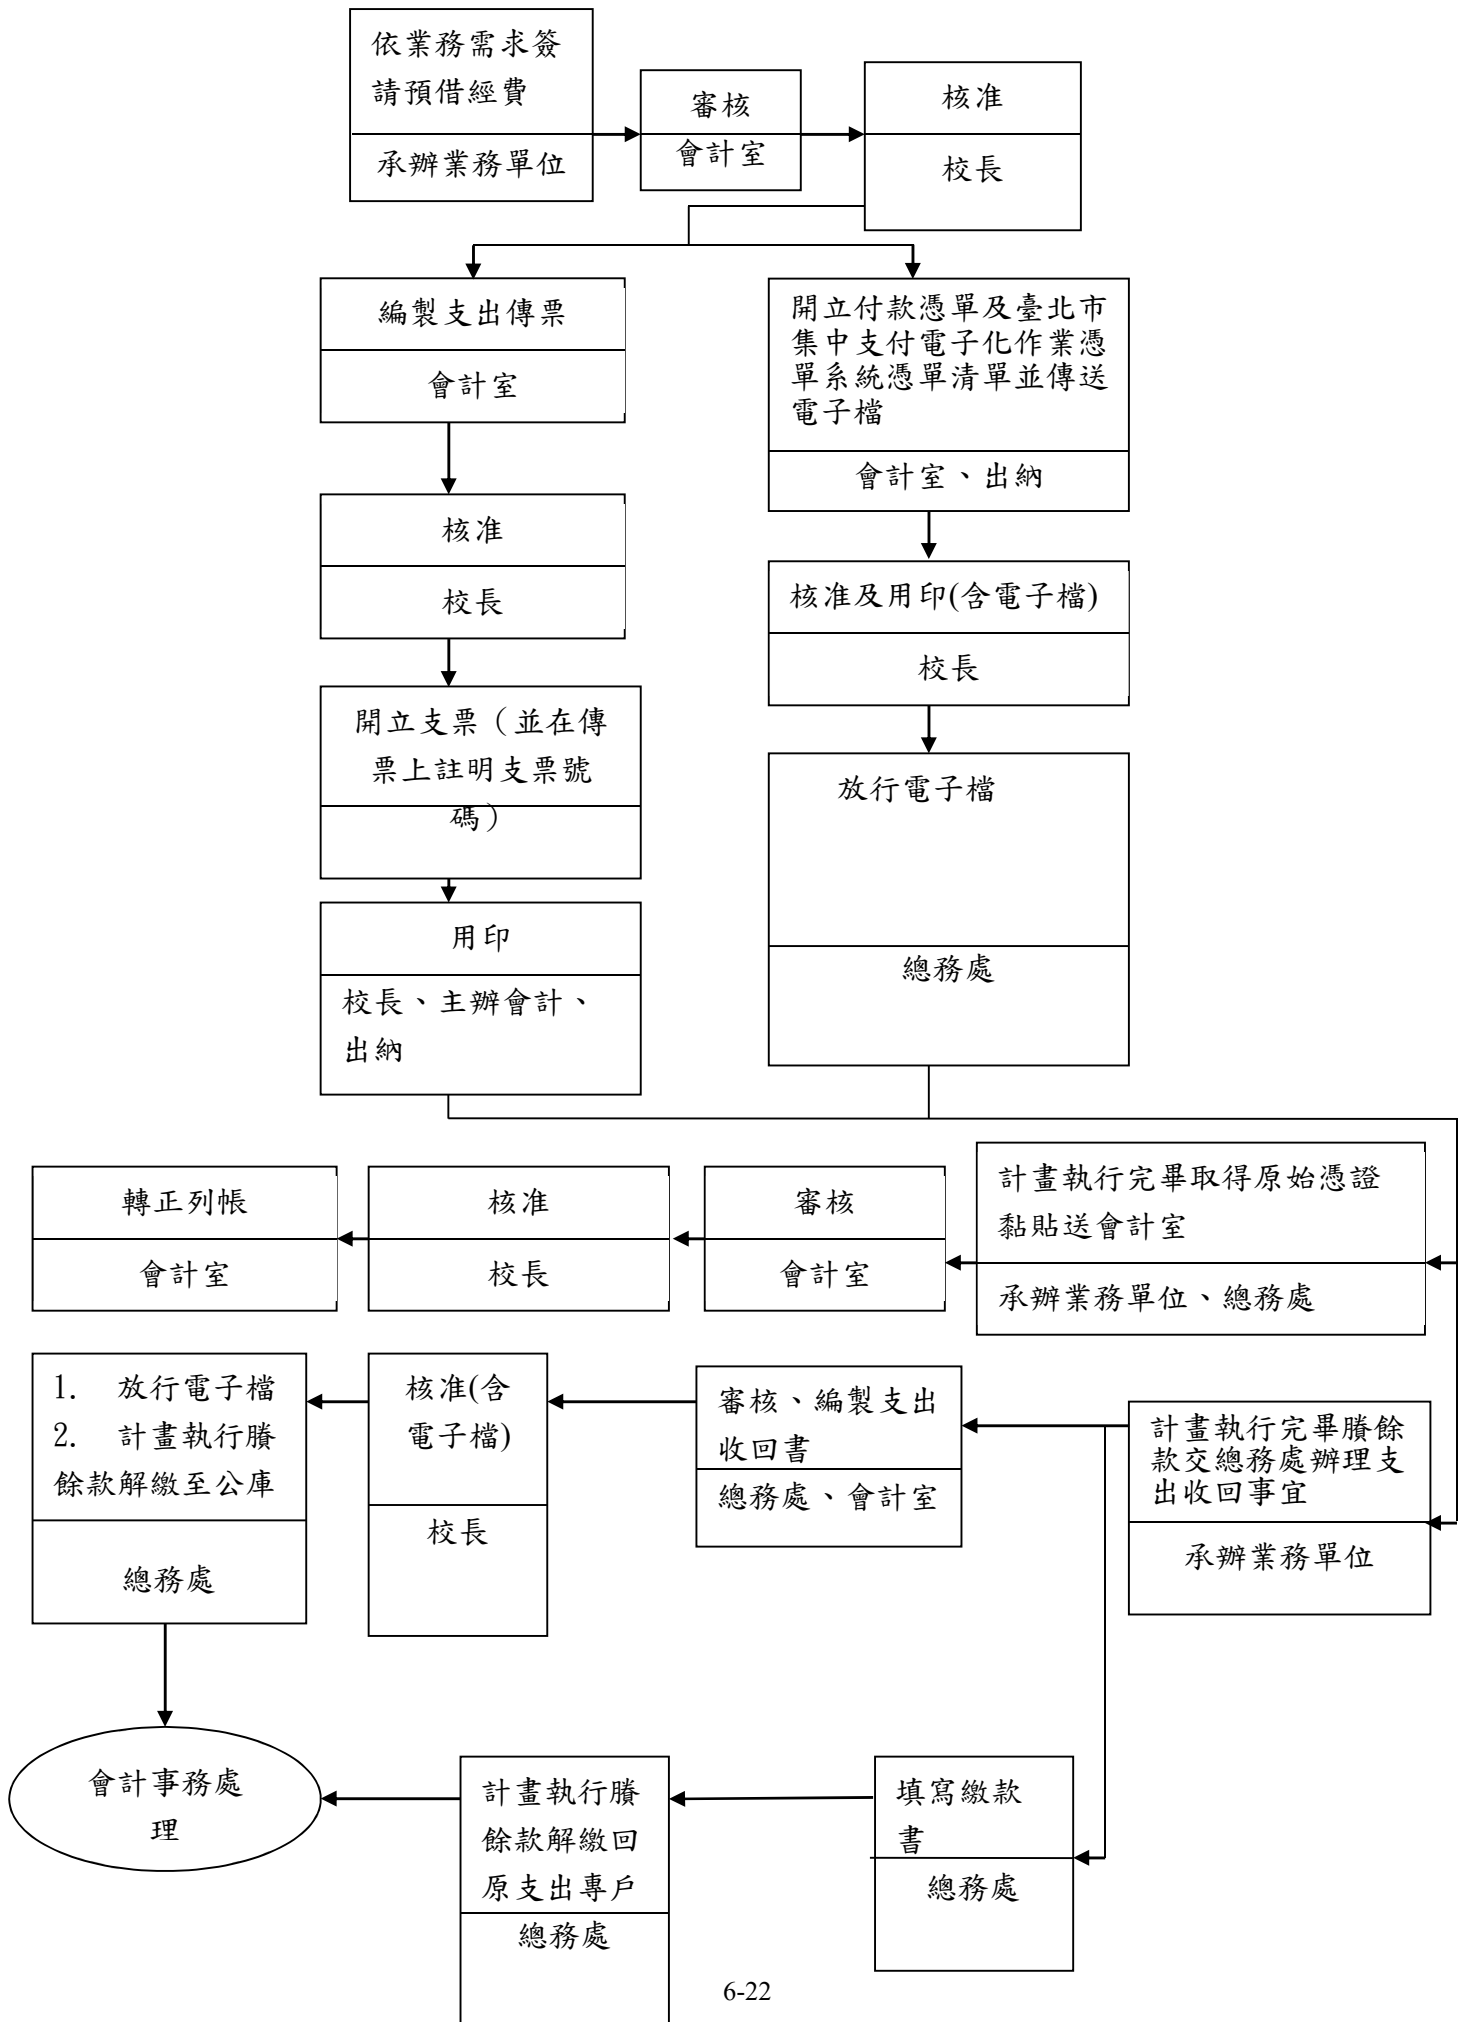 依業務需求簽
請預借經費
承辦業務單位
審核
會計室
核准
校長
編製支出傳票
會計室
開立付款憑單及臺北市
集中支付電子化作業憑
單系統憑單清單並傳送
電子檔
會計室、出納
核准
校長
核准及用印(含電子檔)
校長
開立支票（並在傳
票上註明支票號
碼）
放行電子檔
總務處
用印
校長、主辦會計、
出納
計畫執行完畢取得原始憑證
黏貼送會計室
承辦業務單位、總務處
審核
會計室
核准
校長
轉正列帳
會計室
計畫執行完畢賸餘
款交總務處辦理支
出收回事宜
承辦業務單位
審核、編製支出
收回書
總務處、會計室
核准(含
電子檔)
校長
1. 放行電子檔
2. 計畫執行賸
餘款解繳至公庫
總務處
填寫繳款
書
總務處
計畫執行賸
餘款解繳回
原支出專戶
總務處
會計事務處
理
6-22